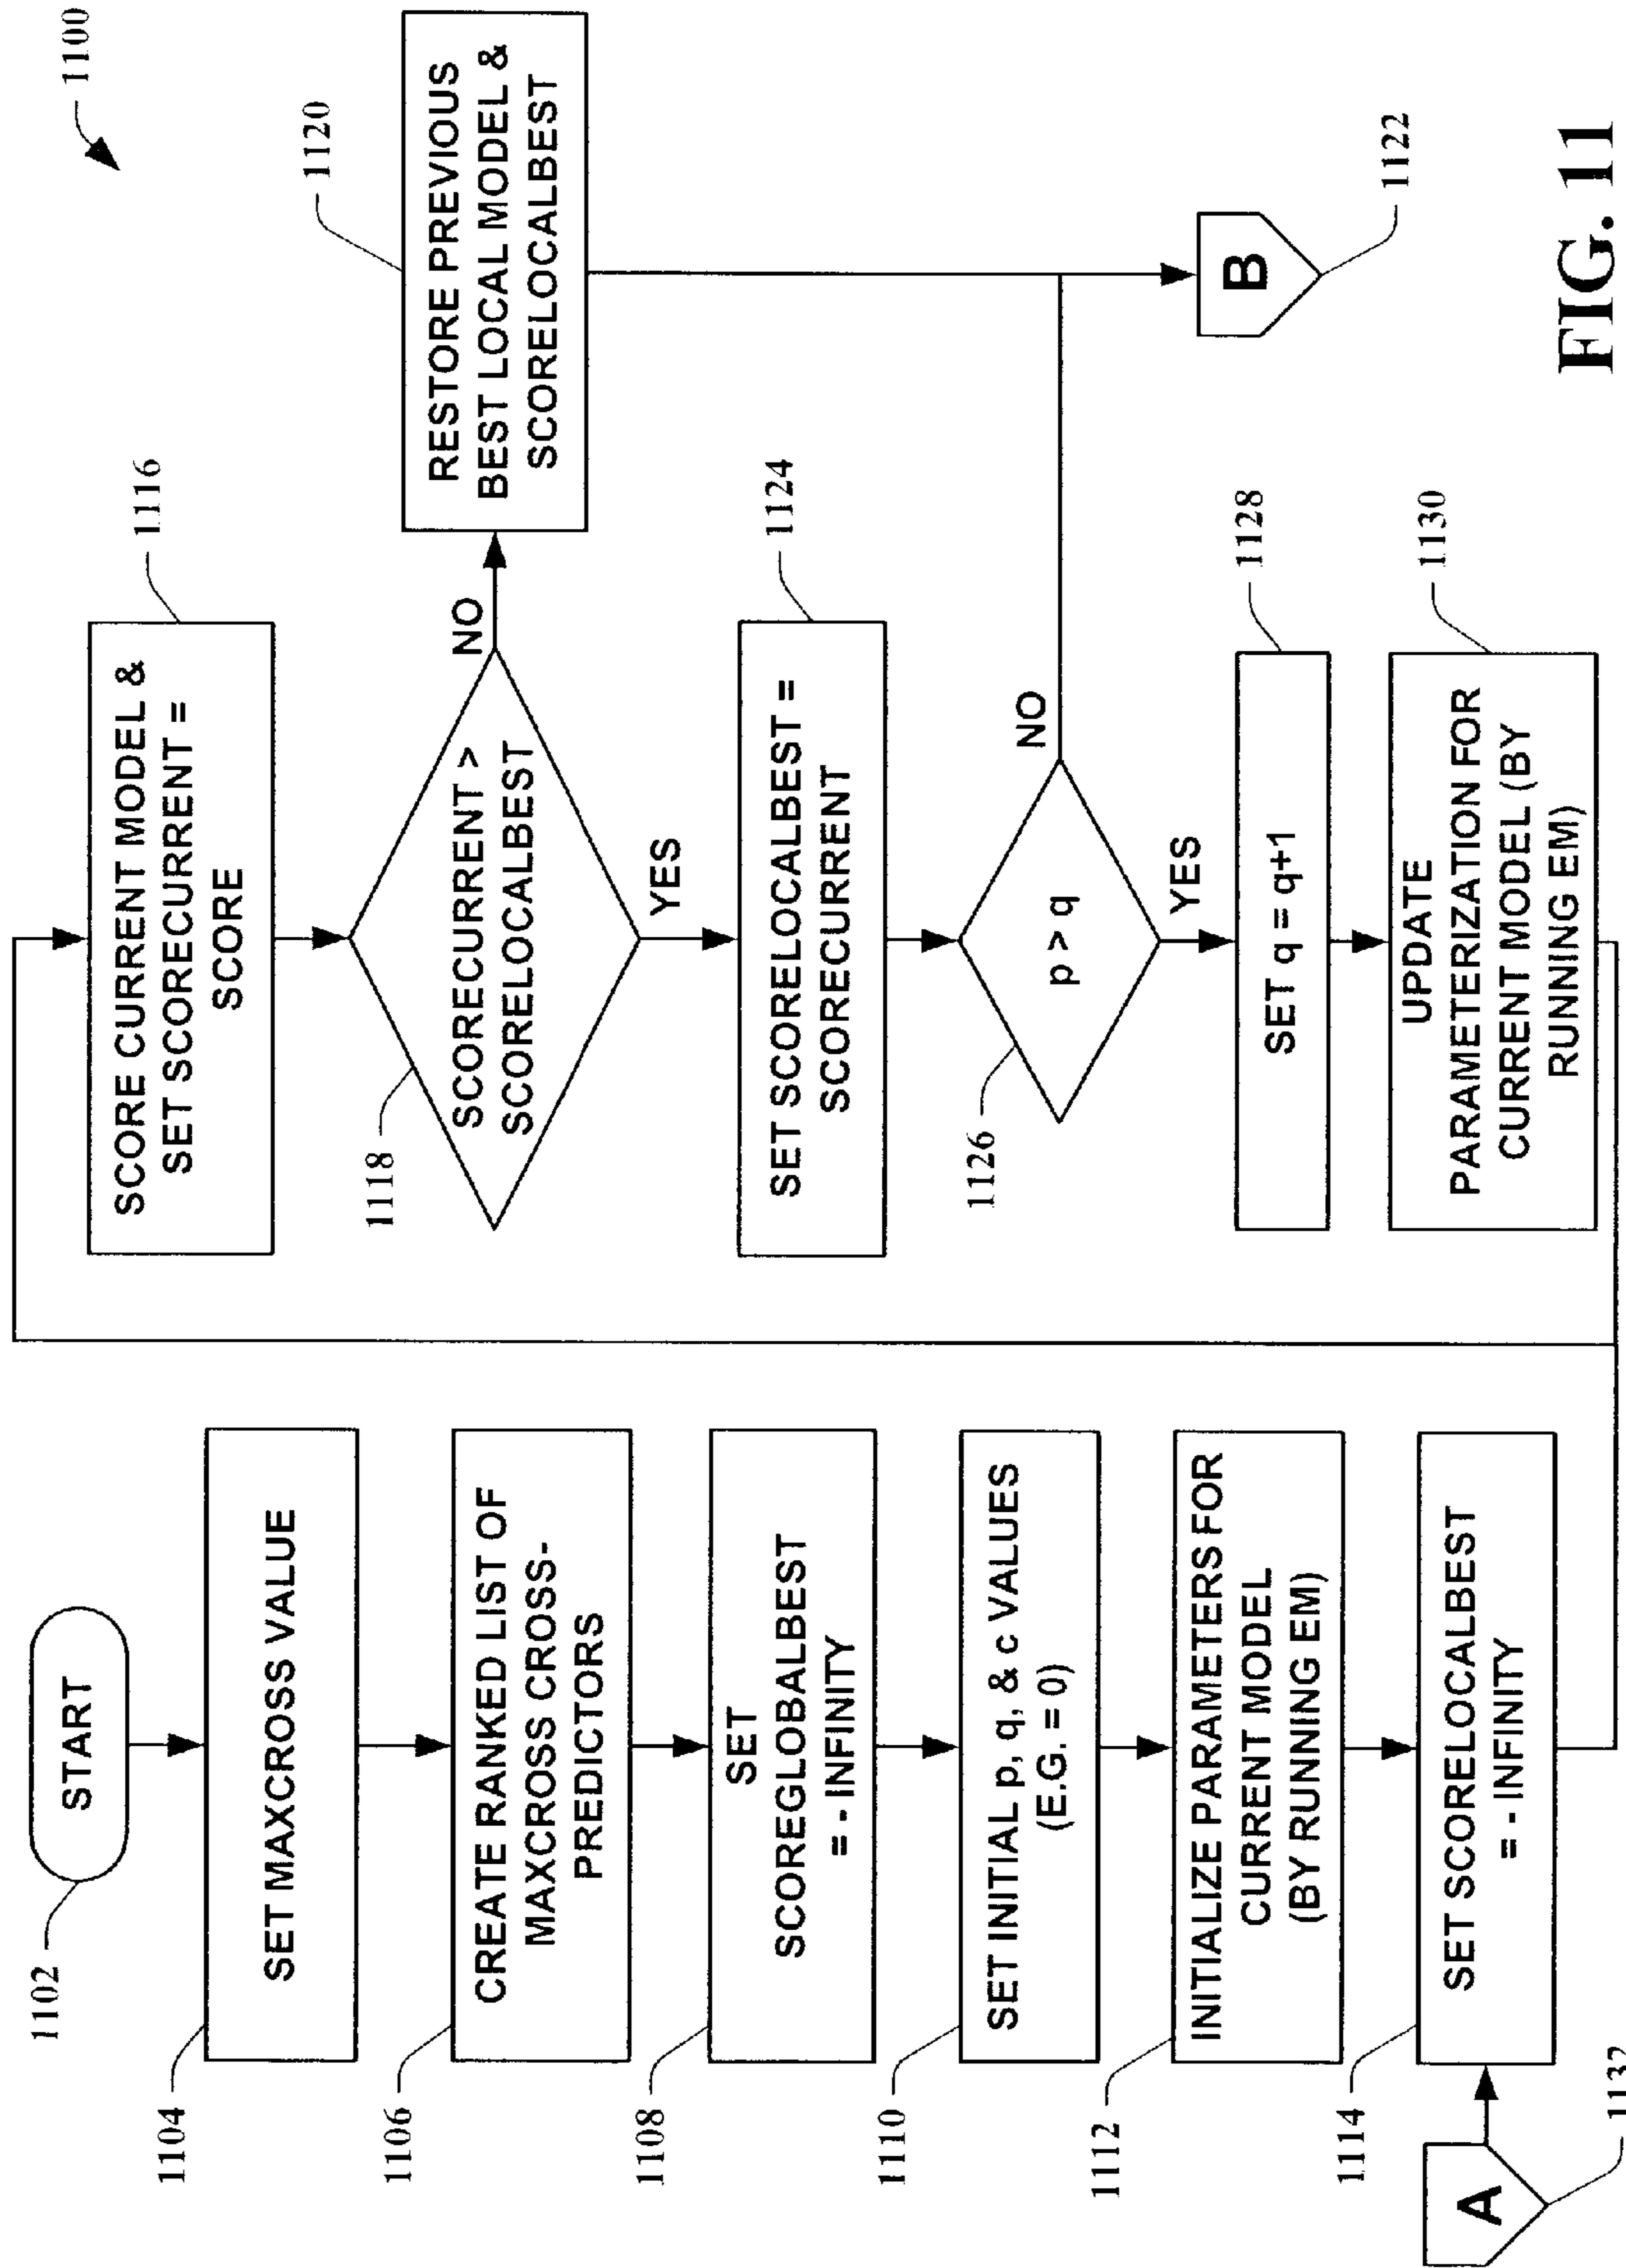 1100
START
1102
SET MAXCROSS VALUE
1104
CREATE RANKED LIST OF
MAXCROSS CROSS-
PREDICTORS
1106
SET
SCOREGLOBALBEST
= - INFINITY
1108
SET INITIAL p, q, & c VALUES
(E.G. = 0)
1110
INITIALIZE PARAMETERS FOR
CURRENT MODEL
(BY RUNNING EM)
1112
SET SCORELOCALBEST
= - INFINITY
1114
A
1132
SCORE CURRENT MODEL &
SET SCORECURRENT =
SCORE
1116
SCORECURRENT >
SCORELOCALBEST
1118
NO
YES
RESTORE PREVIOUS
BEST LOCAL MODEL &
SCORELOCALBEST
1120
SET SCORELOCALBEST =
SCORECURRENT
1124
p > q
1126
NO
YES
B
1122
SET q = q+1
1128
UPDATE
PARAMETERIZATION FOR
CURRENT MODEL (BY
RUNNING EM)
1130
FIG. 11